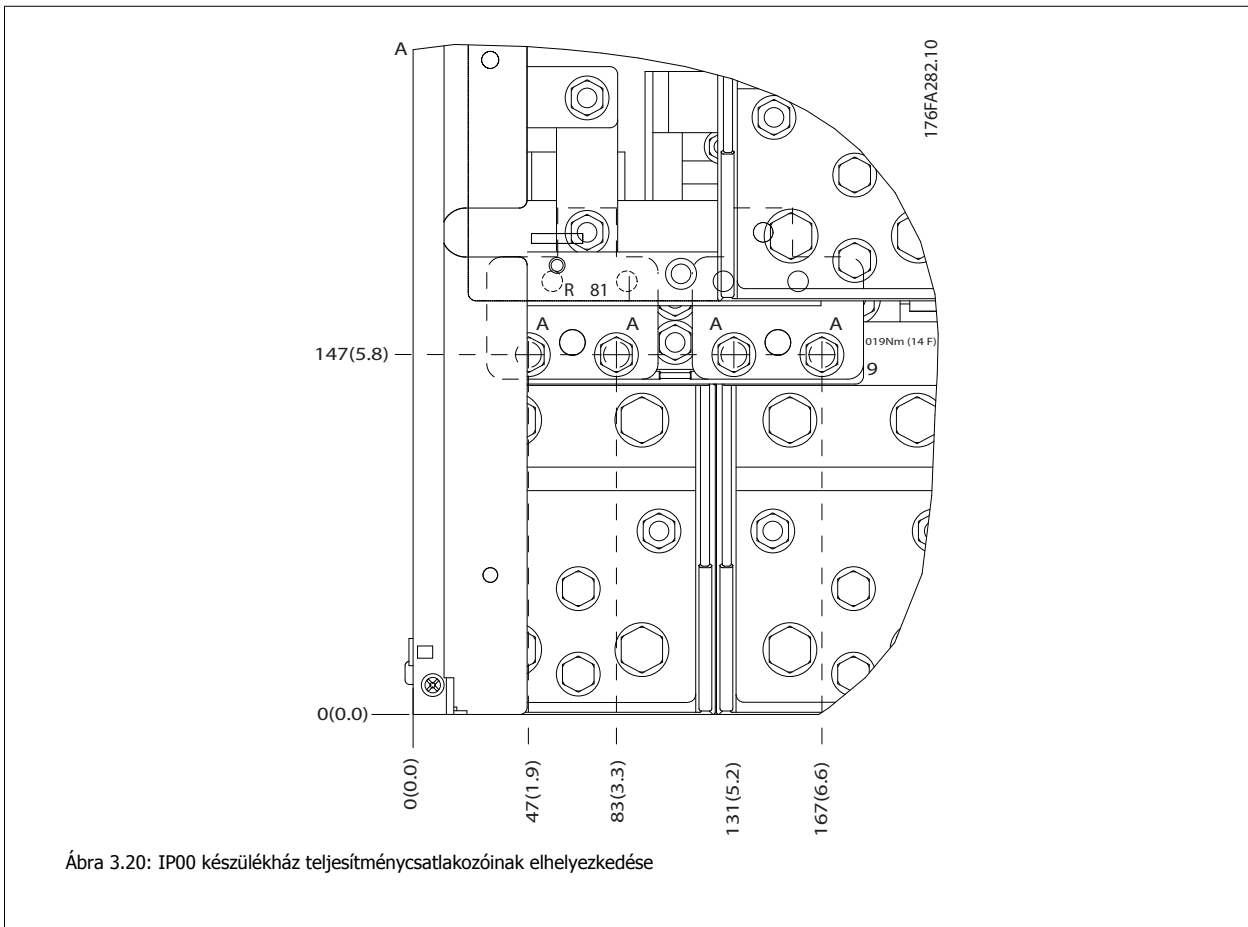 A
176FA282.10
R 81
A A A A
147(5.8)
019Nm (14 F)
9
0(0.0)
0(0.0)
47(1.9)
83(3.3)
131(5.2)
167(6.6)
Ábra 3.20: IP00 készülékház teljesítménycsatlakozóinak elhelyezkedése